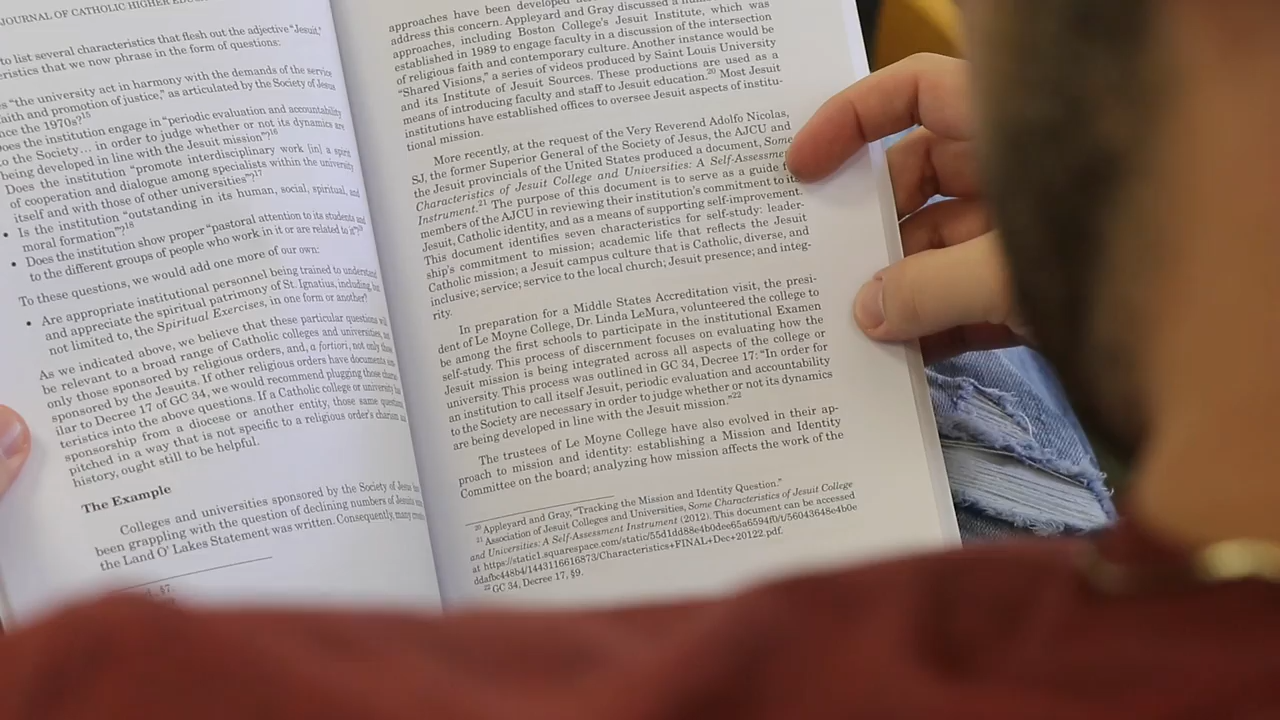 JOURNAL OF CATHOLIC HIGHER
to list several characteristics that flesh out the adjective “Jesuit,”
eristics that we now phrase in the form of questions:
“the university act in harmony with the demands of the service
faith and promotion of justice,” as articulated by the Society of Jesus
ce the 1970s?15
oes the institution engage in “periodic evaluation and accountability
to the Society… in order to judge whether or not its dynamics are
being developed in line with the Jesuit mission”?16
Does the institution “promote interdisciplinary work [in] a spirit
of cooperation and dialogue among specialists within the university
itself and with those of other universities”?17
• Is the institution “outstanding in its human, social, spiritual, and
moral formation”?18
• Does the institution show proper “pastoral attention to its students and
to the different groups of people who work in it or are related to it”?19
To these questions, we would add one more of our own:
• Are appropriate institutional personnel being trained to understand
and appreciate the spiritual patrimony of St. Ignatius, including, but
not limited to, the Spiritual Exercises, in one form or another?
As we indicated above, we believe that these particular questions will
be relevant to a broad range of Catholic colleges and universities, not
only those sponsored by religious orders, and, a fortiori, not only those
sponsored by the Jesuits. If other religious orders have documents
ilar to Decree 17 of GC 34, we would recommend plugging those
teristics into the above questions. If a Catholic college or university
sponsorship from a diocese or another entity, those same questions
pitched in a way that is not specific to a religious order's charism
history, ought still to be helpful.
The Example
Colleges and universities sponsored by the Society of Jesus
been grappling with the question of declining numbers of Jesuits
the Land O' Lakes Statement was written. Consequently, many
§7.
approaches have been developed
address this concern. Appleyard and Gray discussed a
approaches, including Boston College's Jesuit Institute, which was
established in 1989 to engage faculty in a discussion of the intersection
of religious faith and contemporary culture. Another instance would be
“Shared Visions,” a series of videos produced by Saint Louis University
and its Institute of Jesuit Sources. These productions are used as a
means of introducing faculty and staff to Jesuit education.20 Most Jesuit
institutions have established offices to oversee Jesuit aspects of institu-
tional mission.
More recently, at the request of the Very Reverend Adolfo Nicolas,
SJ, the former Superior General of the Society of Jesus, the AJCU and
the Jesuit provincials of the United States produced a document, Some
Characteristics of Jesuit College and Universities: A Self-Assessment
Instrument.21 The purpose of this document is to serve as a guide
members of the AJCU in reviewing their institution's commitment to its
Jesuit, Catholic identity, and as a means of supporting self-improvement.
This document identifies seven characteristics for self-study: leader-
ship's commitment to mission; academic life that reflects the Jesuit
Catholic mission; a Jesuit campus culture that is Catholic, diverse, and
inclusive; service; service to the local church; Jesuit presence; and integ-
rity.
In preparation for a Middle States Accreditation visit, the presi-
dent of Le Moyne College, Dr. Linda LeMura, volunteered the college to
be among the first schools to participate in the institutional Examen
self-study. This process of discernment focuses on evaluating how the
Jesuit mission is being integrated across all aspects of the college or
university. This process was outlined in GC 34, Decree 17: “In order for
an institution to call itself Jesuit, periodic evaluation and accountability
to the Society are necessary in order to judge whether or not its dynamics
are being developed in line with the Jesuit mission.”22
The trustees of Le Moyne College have also evolved in their ap-
proach to mission and identity: establishing a Mission and Identity
Committee on the board; analyzing how mission affects the work of the
20 Appleyard and Gray, “Tracking the Mission and Identity Question.”
21 Association of Jesuit Colleges and Universities, Some Characteristics of Jesuit College
and Universities: A Self-Assessment Instrument (2012). This document can be accessed
at https://static1.squarespace.com/static/55d1dd88e4b0dee65a6594f0/t/56043648e4b0e
ddafbc448b4/1443116616873/Characteristics+FINAL+Dec+20122.pdf.
22 GC 34, Decree 17, §9.